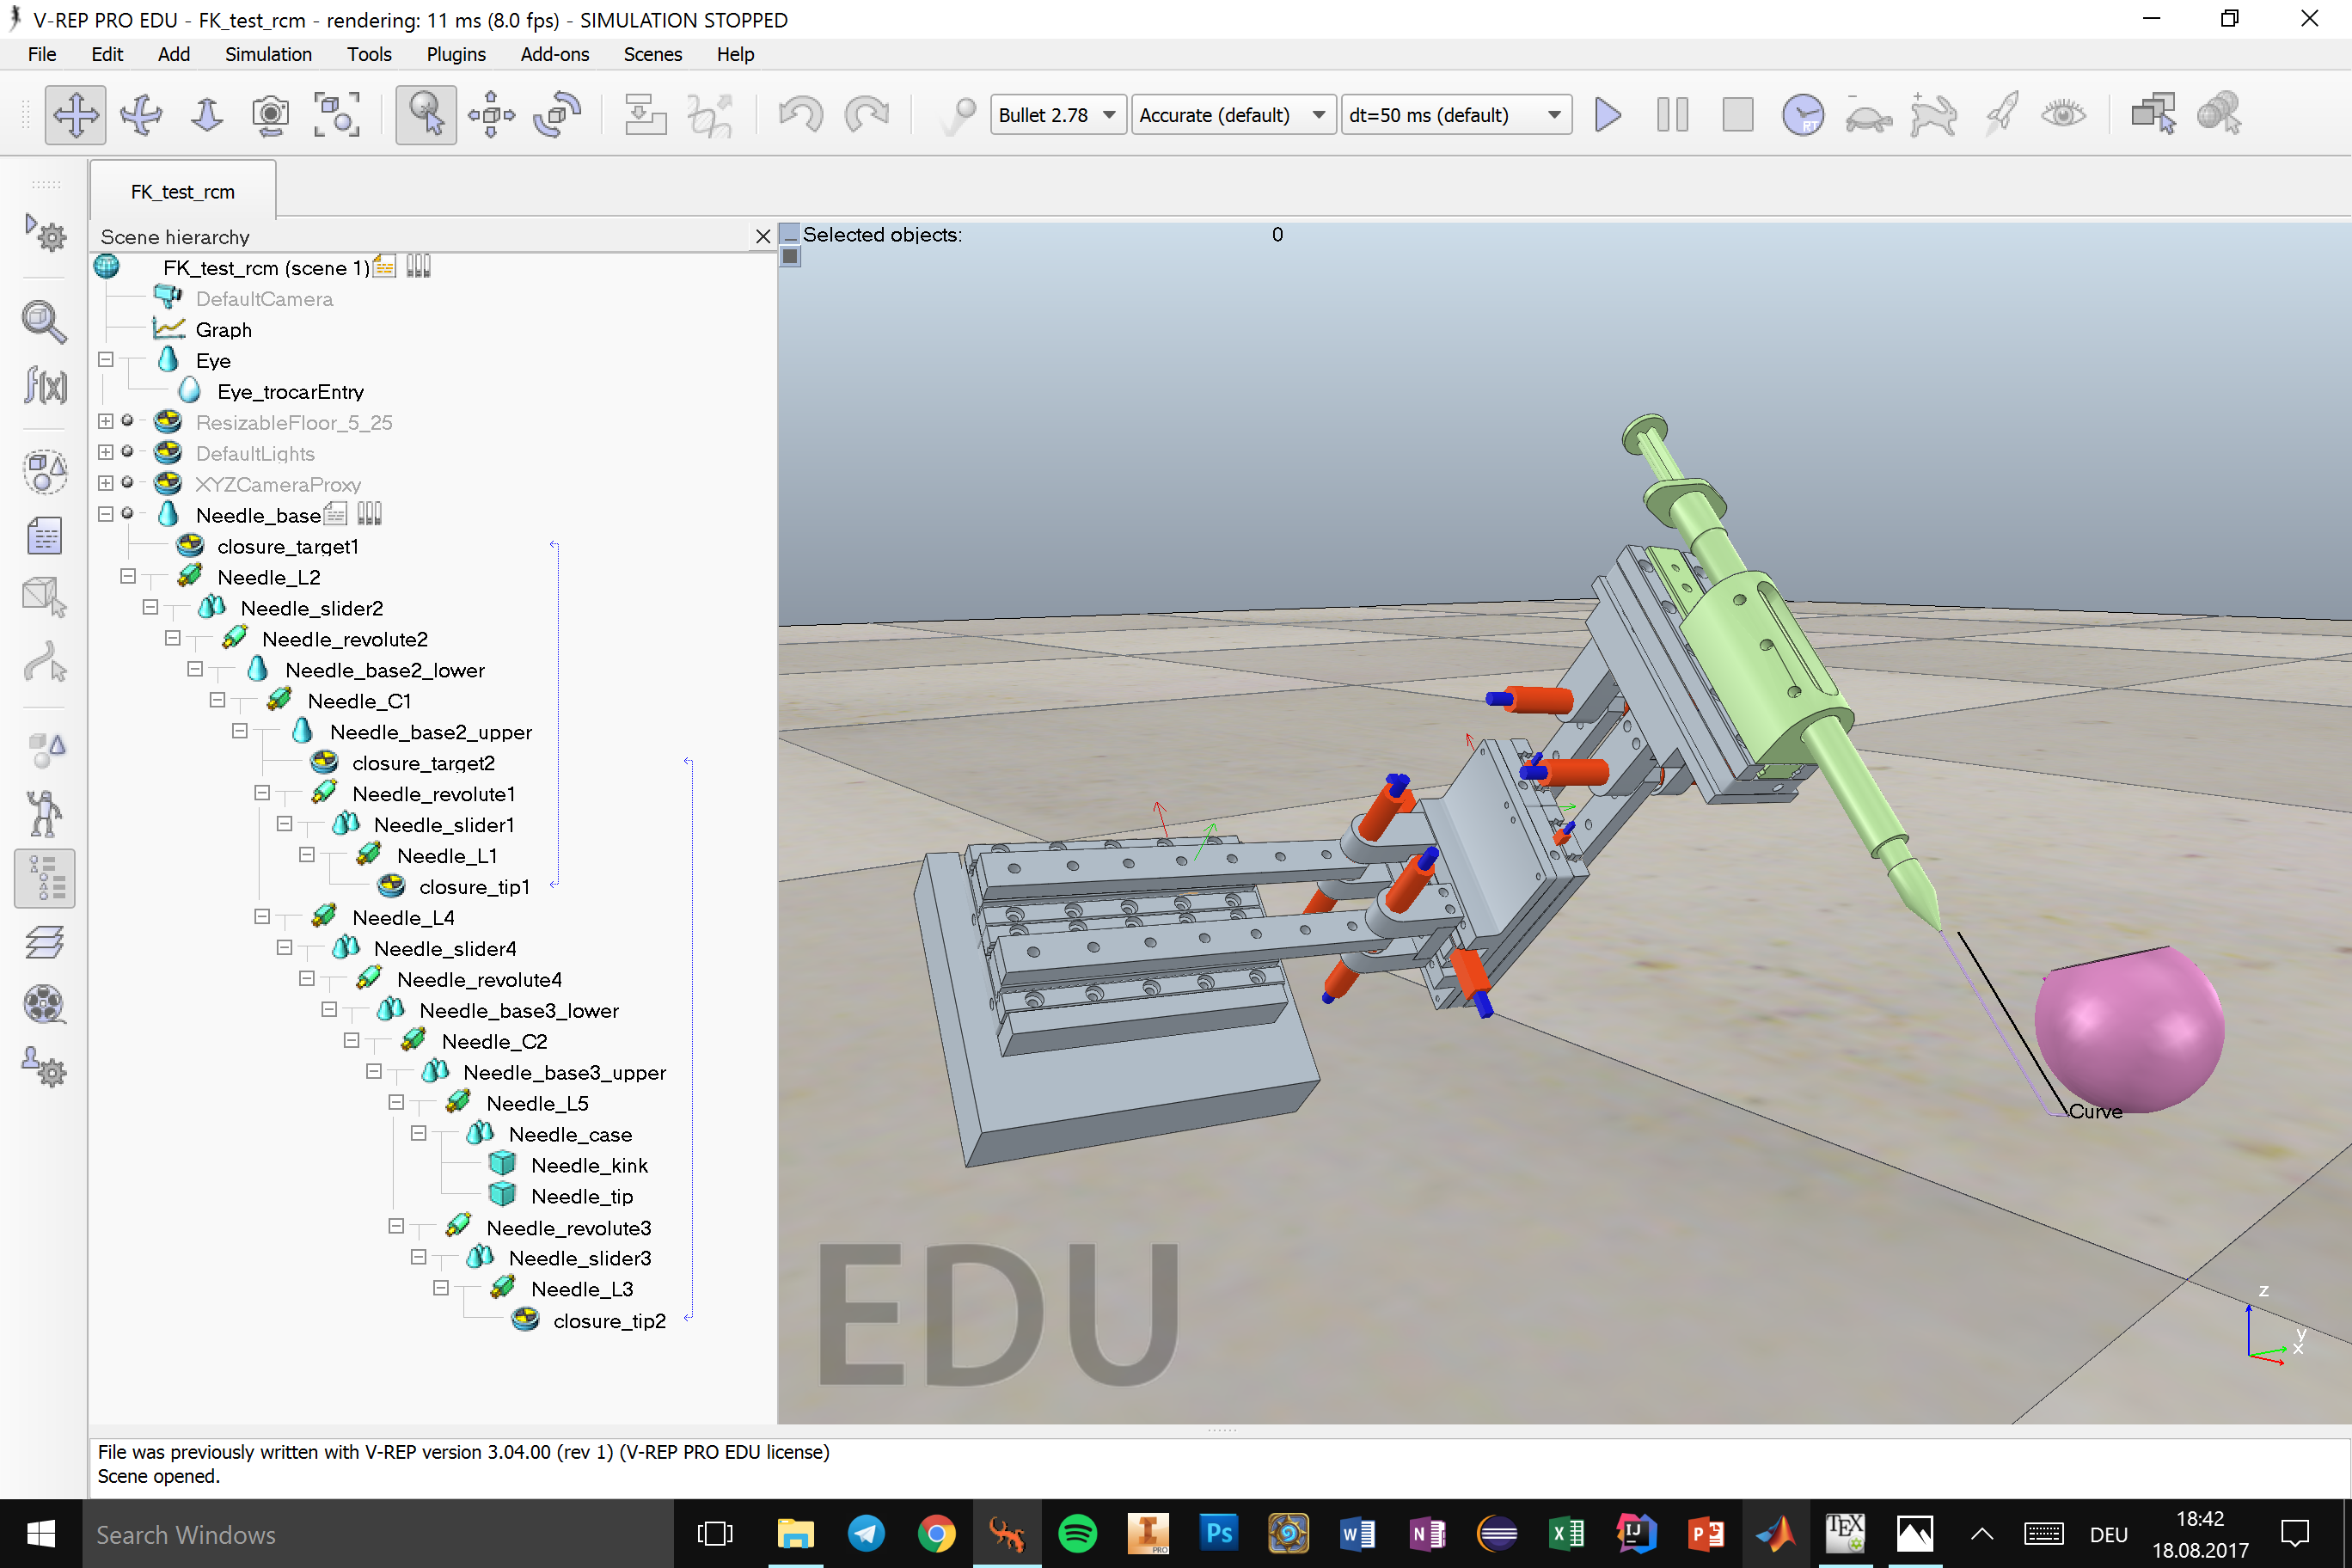 V-REP PRO EDU - FK_test_rcm - rendering: 11 ms (8.0 fps) - SIMULATION STOPPED
File Edit Add Simulation Tools Plugins Add-ons Scenes Help
Bullet 2.78 Accurate (default) dt=50 ms (default)
RT
FK_test_rcm
Scene hierarchy
Selected objects: 0
FK_test_rcm (scene 1)
DefaultCamera
Graph
Eye
Eye_trocarEntry
ResizableFloor_5_25
DefaultLights
XYZCameraProxy
Needle_base
closure_target1
Needle_L2
Needle_slider2
Needle_revolute2
Needle_base2_lower
Needle_C1
Needle_base2_upper
closure_target2
Needle_revolute1
Needle_slider1
Needle_L1
closure_tip1
Needle_L4
Needle_slider4
Needle_revolute4
Needle_base3_lower
Needle_C2
Needle_base3_upper
Needle_L5
Needle_case
Needle_kink
Needle_tip
Needle_revolute3
Needle_slider3
Needle_L3
closure_tip2
f(x)
Curve
EDU
z
y
x
File was previously written with V-REP version 3.04.00 (rev 1) (V-REP PRO EDU license)
Scene opened.
Search Windows
I PRO
Ps
W
N
X
IJ
P
TEX
DEU
18:42
18.08.2017